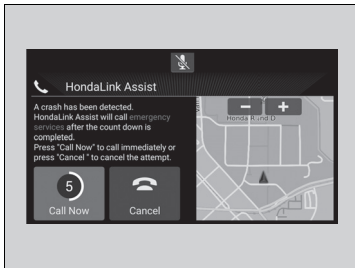 HondaLink Assist
A crash has been detected.
HondaLink Assist will call emergency
services after the count down is
completed.
Press "Call Now" to call immediately or
press "Cancel " to cancel the attempt.
5
Call Now
Cancel
− +
Honda R nd D